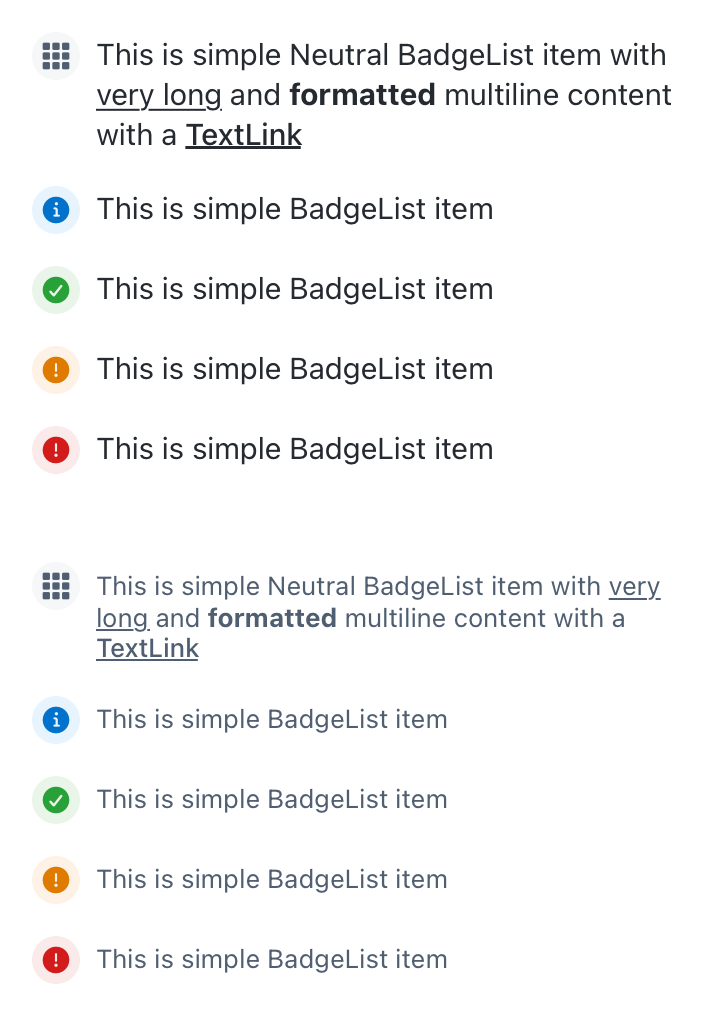 This is simple Neutral BadgeList item with
very long and formatted multiline content
with a TextLink
This is simple BadgeList item
This is simple BadgeList item
This is simple BadgeList item
This is simple BadgeList item
This is simple Neutral BadgeList item with very
long and formatted multiline content with a
TextLink
This is simple BadgeList item
This is simple BadgeList item
This is simple BadgeList item
This is simple BadgeList item